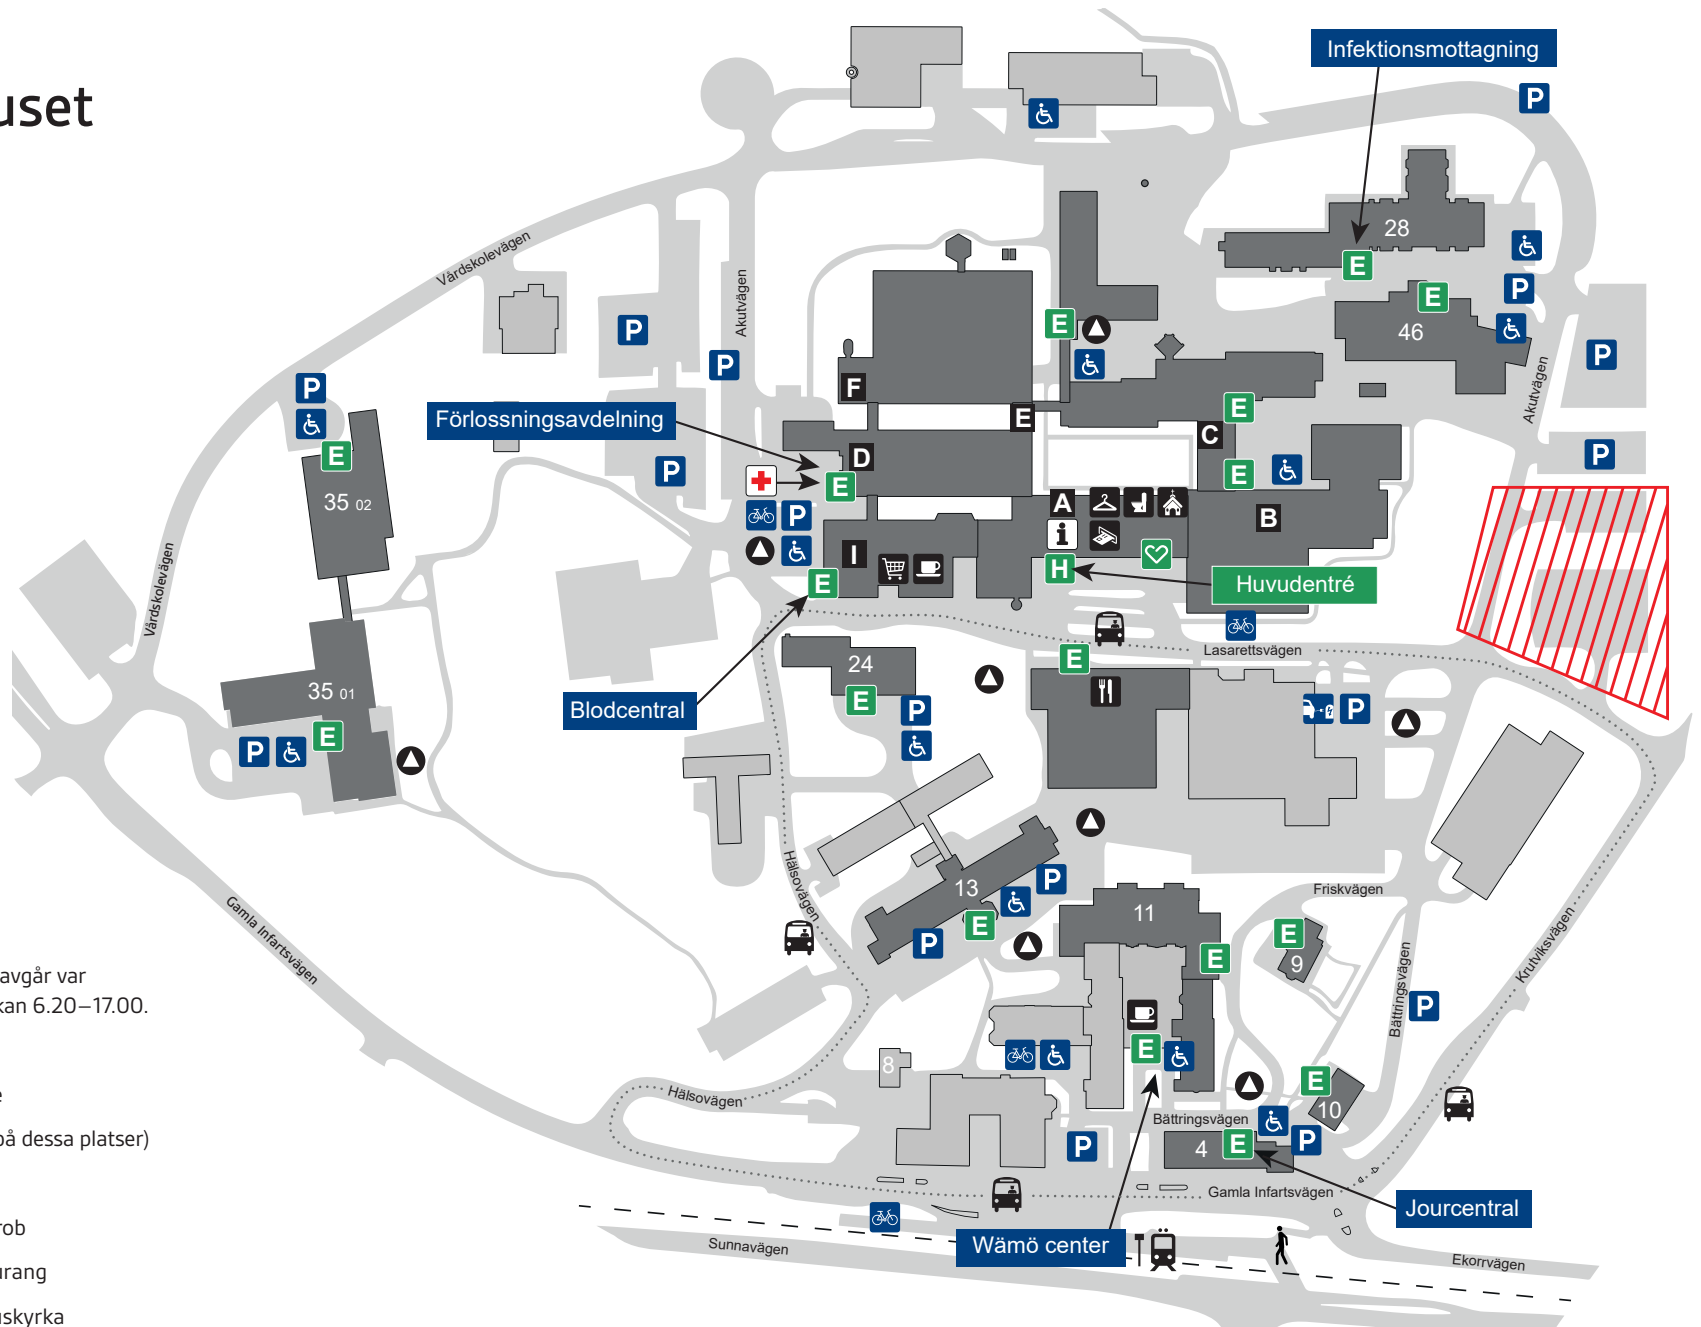 uset
Infektionsmottagning
P
P
28
E
E
46
P
P
Vårdskolevägen
Akutvägen
P
P
E
F
E
C
E
Akutvägen
P
Förlossningsavdelning
P
E
35 02
P
D
E
P
E
A
B
i
I
H
Huvudentré
E
Vårdskolevägen
Lasarettsvägen
E
24
E
P
Blodcentral
P
35 01
E
P
Hälsovägen
13
P
E
P
11
E
Friskvägen
E
9
Gamla Infartsvägen
Krutviksvägen
Bättringsvägen
P
avgår var
kan 6.20–17.00.
E
8
Hälsovägen
E
10
Bättringsvägen
e
på dessa platser)
P
4
E
P
Gamla Infartsvägen
Jourcentral
rob
Sunnavägen
Wämö center
Ekorrvägen
urang
uskyrka